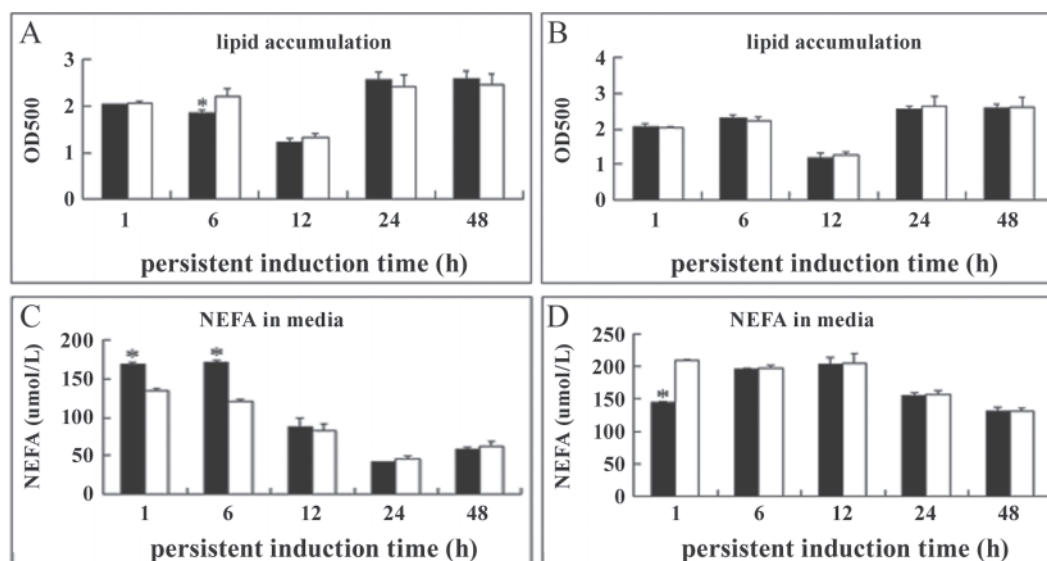 A
lipid accumulation
3
2
1
0
OD500
*
1 6 12 24 48
persistent induction time (h)
B
lipid accumulation
4
3
2
1
0
OD500
1 6 12 24 48
persistent induction time (h)
C
NEFA in media
200
150
100
50
0
NEFA (umol/L)
* *
1 6 12 24 48
persistent induction time (h)
D
NEFA in media
250
200
150
100
50
0
NEFA (umol/L)
*
1 6 12 24 48
persistent induction time (h)